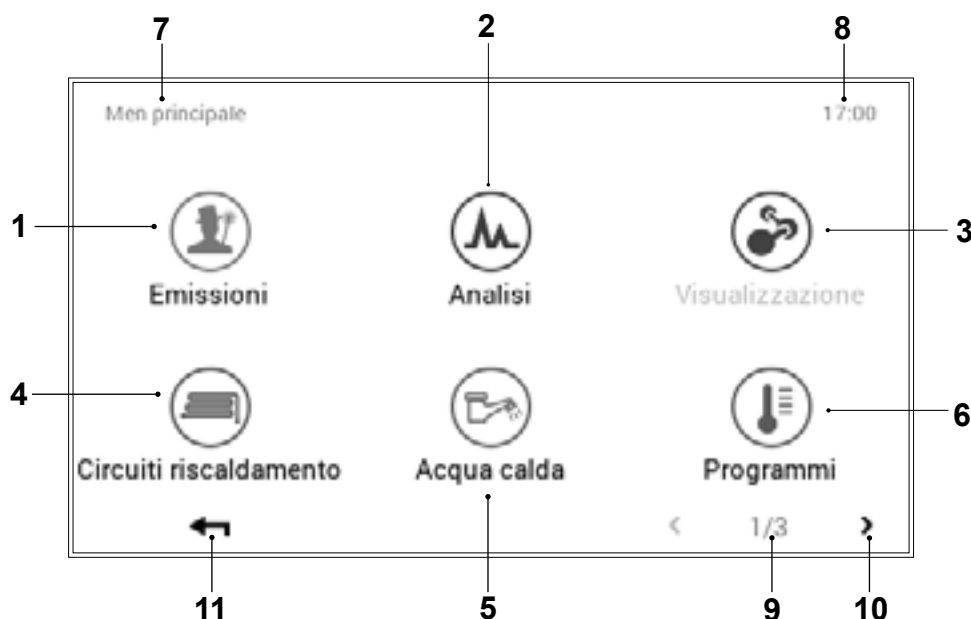 7
2
8
Men principale
17:00
1
3
Emissioni
Analisi
Visualizzazione
4
6
Circuiti riscaldamento
Acqua calda
Programmi
< 1/3 >
11
5
9
10